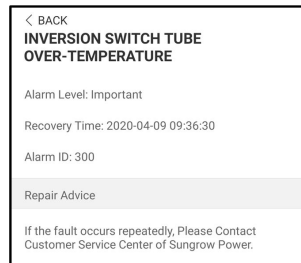 < BACK
INVERSION SWITCH TUBE
OVER-TEMPERATURE
Alarm Level: Important
Recovery Time: 2020-04-09 09:36:30
Alarm ID: 300
Repair Advice
If the fault occurs repeatedly, Please Contact
Customer Service Center of Sungrow Power.